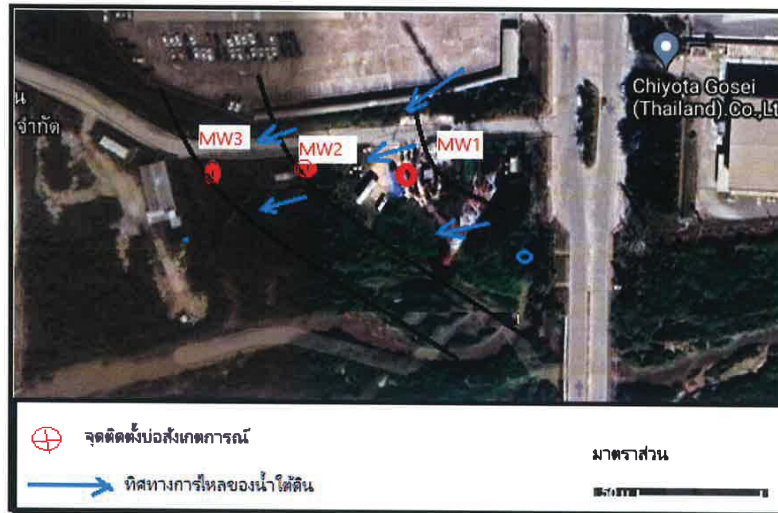 Chiyota Gosei
(Thailand).Co.,Lt
น
จำกัด
MW3
MW2
MW1
จุดติดตั้งบ่อสังเกตการณ์
ทิศทางการไหลของน้ำใต้ดิน
มาตราส่วน
50